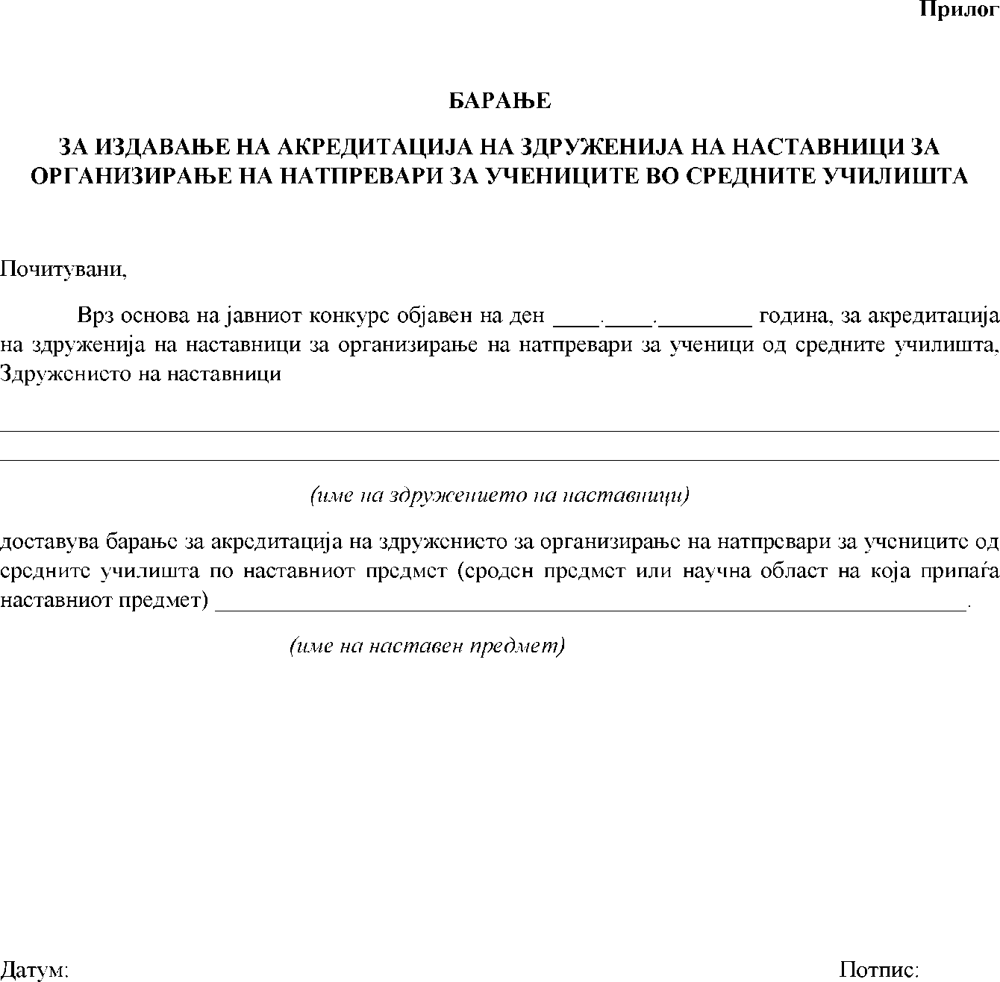 Прилог
БАРАЊЕ
ЗА ИЗДАВАЊЕ НА АКРЕДИТАЦИЈА НА ЗДРУЖЕНИЈА НА НАСТАВНИЦИ ЗА
ОРГАНИЗИРАЊЕ НА НАТПРЕВАРИ ЗА УЧЕНИЦИТЕ ВО СРЕДНИТЕ УЧИЛИШТА
Почитувани,
Врз основа на јавниот конкурс објавен на ден ____.____.________ година, за акредитација
на здруженија на наставници за организирање на натпревари за ученици од средните училишта,
Здружението на наставници
(име на здружението на наставници)
доставува барање за акредитација на здружението за организирање на натпревари за учениците од
средните училишта по наставниот предмет (сроден предмет или научна област на која припаѓа
наставниот предмет) ________________________________________________________________.
(име на наставен предмет)
Датум: Потпис: